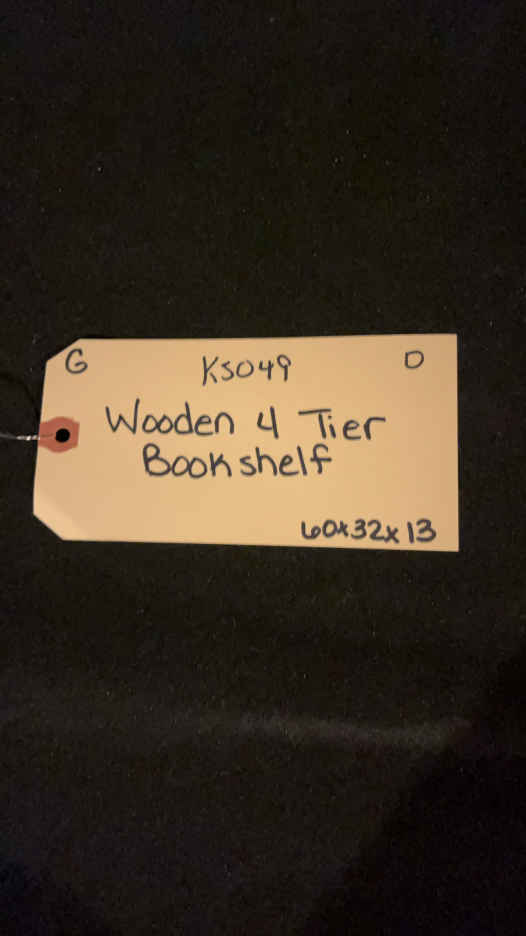 G KS049 D
Wooden 4 Tier
Bookshelf
60x32x13